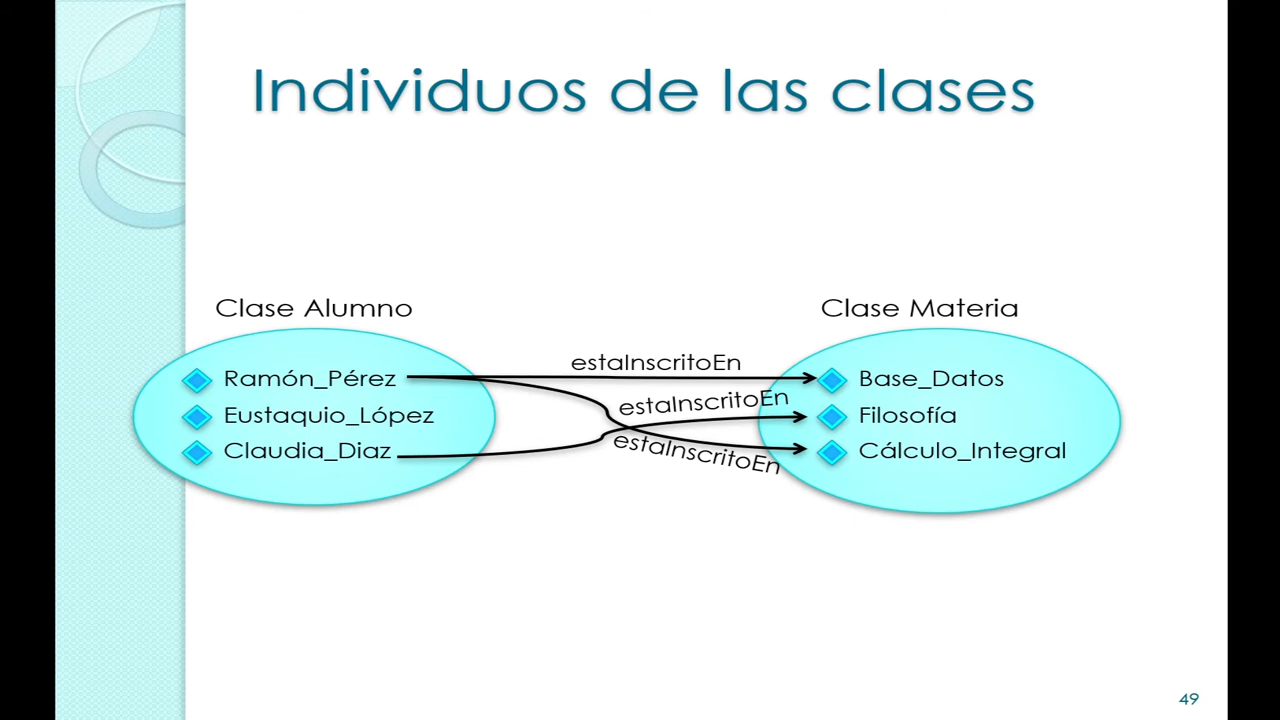 Individuos de las clases
Clase Alumno
Clase Materia
Ramón_Pérez
Eustaquio_López
Claudia_Diaz
estaInscritoEn
estaInscritoEn
estaInscritoEn
Base_Datos
Filosofía
Cálculo_Integral
49